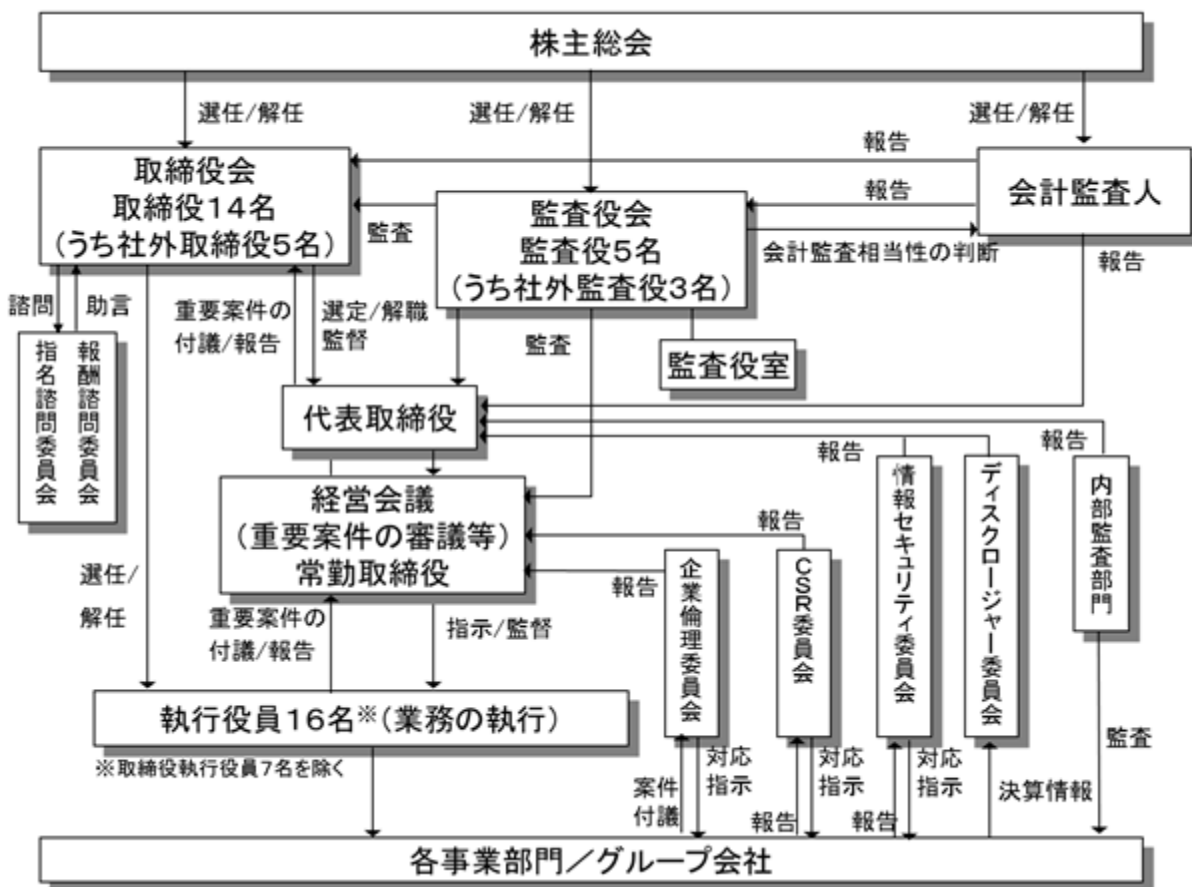 株主総会
選任/解任
選任/解任
選任/解任
取締役会
取締役14名
(うち社外取締役5名)
監査役会
監査役5名
(うち社外監査役3名)
会計監査人
報告
報告
監査
会計監査相当性の判断
報告
諮問
助言
重要案件の
付議/報告
選定/解職
監督
監査
監査役室
指名諮問委員会
報酬諮問委員会
代表取締役
報告
報告
経営会議
(重要案件の審議等)
常勤取締役
報告
報告
企業倫理委員会
CSR委員会
情報セキュリティ委員会
ディスクロージャー委員会
内部監査部門
選任/
解任
重要案件の
付議/報告
指示/監督
執行役員16名※(業務の執行)
※取締役執行役員7名を除く
案件
付議
対応
指示
報告
対応
指示
報告
対応
指示
決算情報
監査
各事業部門/グループ会社